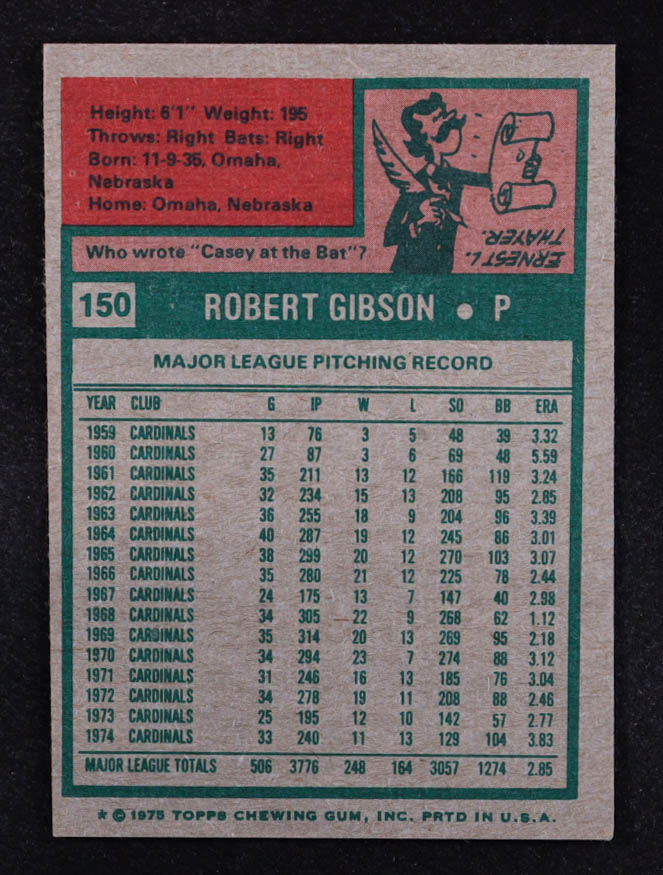 Height: 6'1" Weight: 195
Throws: Right Bats: Right
Born: 11-9-35, Omaha,
Nebraska
Home: Omaha, Nebraska
Who wrote "Casey at the Bat"?
ERNEST L.
THAYER.
150 ROBERT GIBSON • P
MAJOR LEAGUE PITCHING RECORD
YEAR CLUB G IP W L SO BB ERA
1959 CARDINALS 13 76 3 5 48 39 3.32
1960 CARDINALS 27 87 3 6 69 48 5.59
1961 CARDINALS 35 211 13 12 166 119 3.24
1962 CARDINALS 32 234 15 13 208 95 2.85
1963 CARDINALS 36 255 18 9 204 96 3.39
1964 CARDINALS 40 287 19 12 245 86 3.01
1965 CARDINALS 38 299 20 12 270 103 3.07
1966 CARDINALS 35 280 21 12 225 78 2.44
1967 CARDINALS 24 175 13 7 147 40 2.98
1968 CARDINALS 34 305 22 9 268 62 1.12
1969 CARDINALS 35 314 20 13 269 95 2.18
1970 CARDINALS 34 294 23 7 274 88 3.12
1971 CARDINALS 31 246 16 13 185 76 3.04
1972 CARDINALS 34 278 19 11 208 88 2.46
1973 CARDINALS 25 195 12 10 142 57 2.77
1974 CARDINALS 33 240 11 13 129 104 3.83
MAJOR LEAGUE TOTALS 506 3776 248 164 3057 1274 2.85
* © 1975 TOPPS CHEWING GUM, INC. PRTD IN U.S.A.